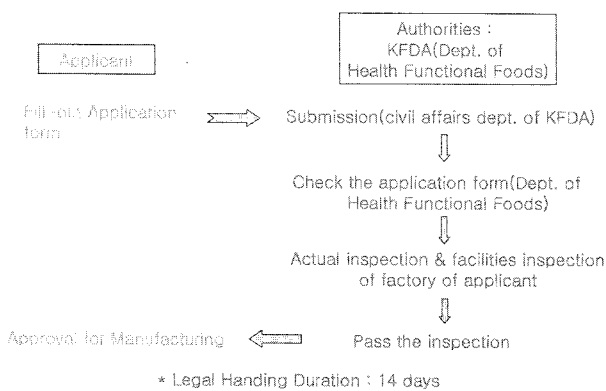 Authorities :
KFDA(Dept. of
Health Functional Foods)
Applicant
Fill-out Application
form
Submission(civil affairs dept. of KFDA)
Check the application form(Dept. of
Health Functional Foods)
Actual inspection & facilities inspection
of factory of applicant
Approval for Manufacturing
Pass the inspection
* Legal Handing Duration : 14 days